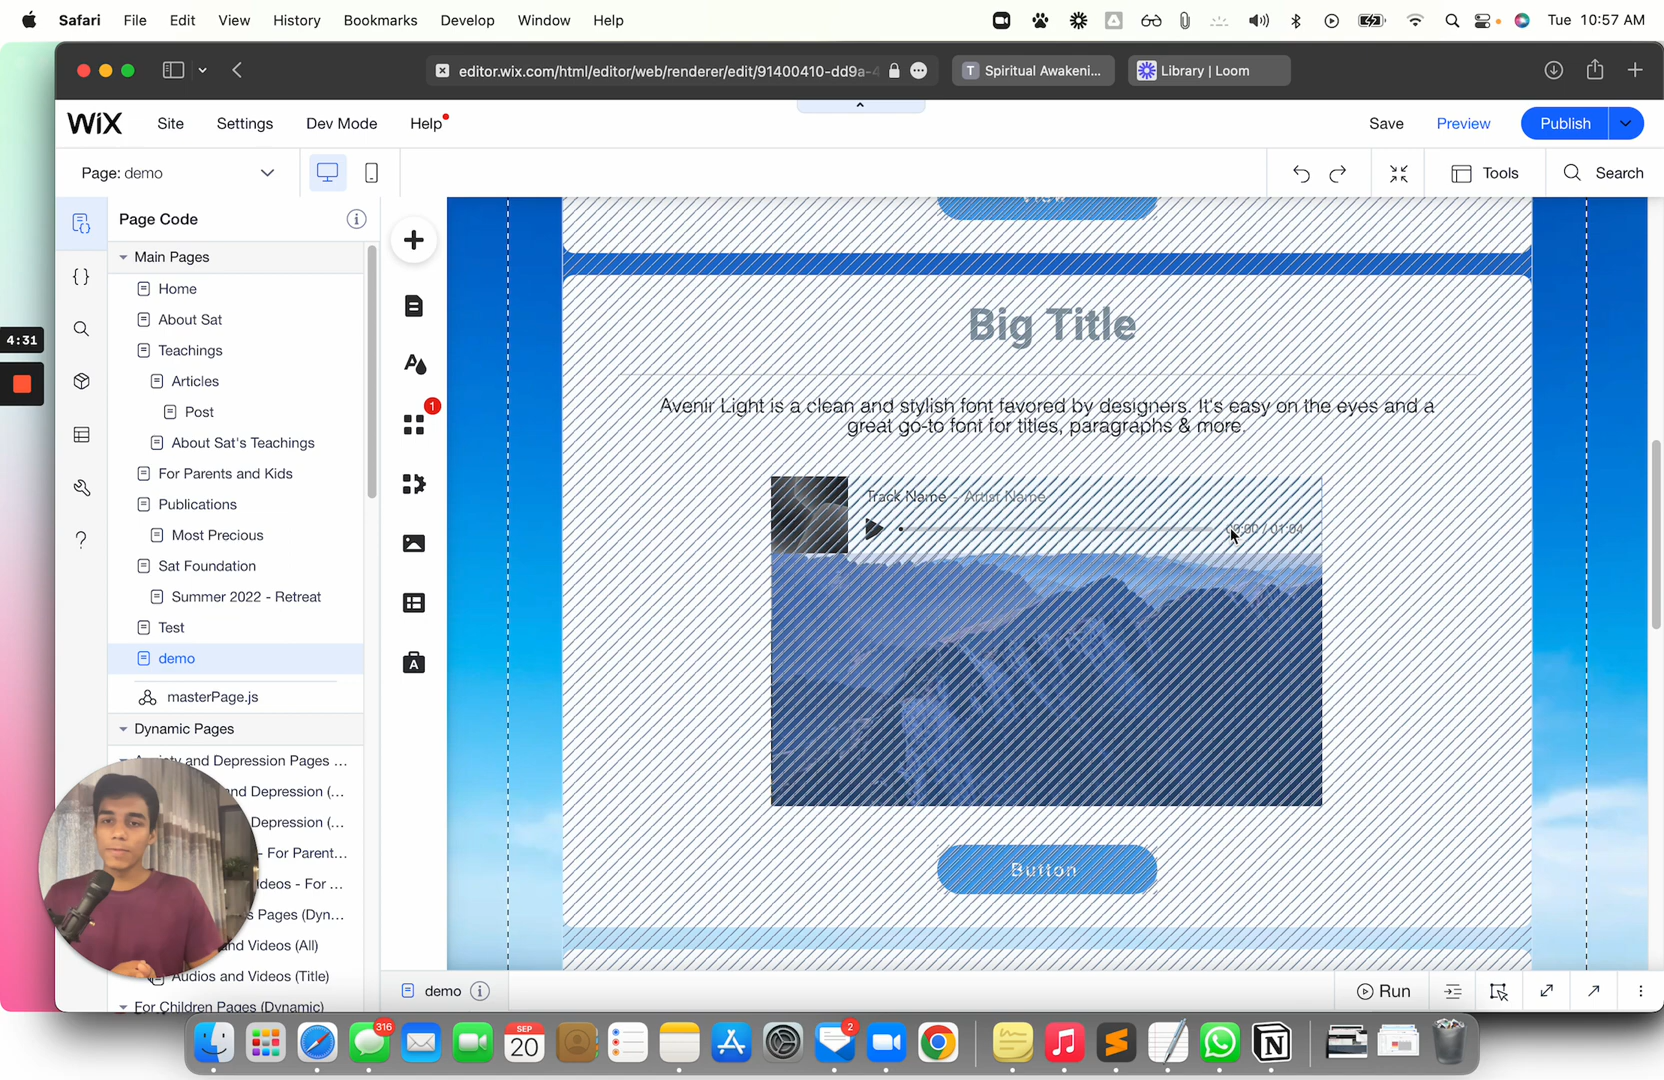 Safari File Edit View History Bookmarks Develop Window Help Tue 10:57 AM
editor.wix.com/html/editor/web/renderer/edit/91400410-dd9a-4
T Spiritual Awakeni...
Library | Loom
WiX Site Settings Dev Mode Help Save Preview Publish
Page: demo
Tools
Search
Page Code
Main Pages
Home
About Sat
4:31
Teachings
Articles
Post
About Sat's Teachings
For Parents and Kids
Publications
Most Precious
Sat Foundation
Summer 2022 - Retreat
Test
demo
masterPage.js
Dynamic Pages
and Depression Pages ...
nd Depression (...
Depression (...
- For Parent...
ideos - For ...
s Pages (Dyn...
and Videos (All)
Audios and Videos (Title)
For Children Pages (Dynamic)
1
A
A
View
Big Title
Avenir Light is a clean and stylish font favored by designers. It's easy on the eyes and a
great go-to font for titles, paragraphs & more.
Track Name - Artist Name
00:00 / 01:04
Button
demo
Run
316
SEP
20
2